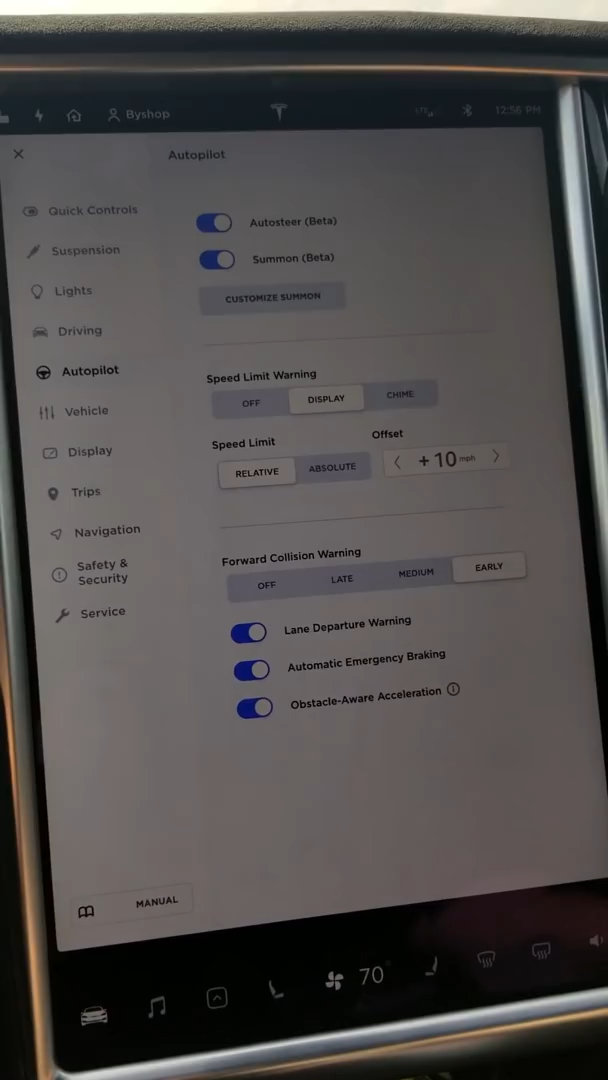 Byshop
LTE
12:56 PM
Autopilot
Quick Controls
Suspension
Lights
Driving
Autopilot
Vehicle
Display
Trips
Navigation
Safety &
Security
Service
Autosteer (Beta)
Summon (Beta)
CUSTOMIZE SUMMON
Speed Limit Warning
OFF DISPLAY CHIME
Speed Limit Offset
RELATIVE ABSOLUTE + 10 mph
Forward Collision Warning
OFF LATE MEDIUM EARLY
Lane Departure Warning
Automatic Emergency Braking
Obstacle-Aware Acceleration
MANUAL
70